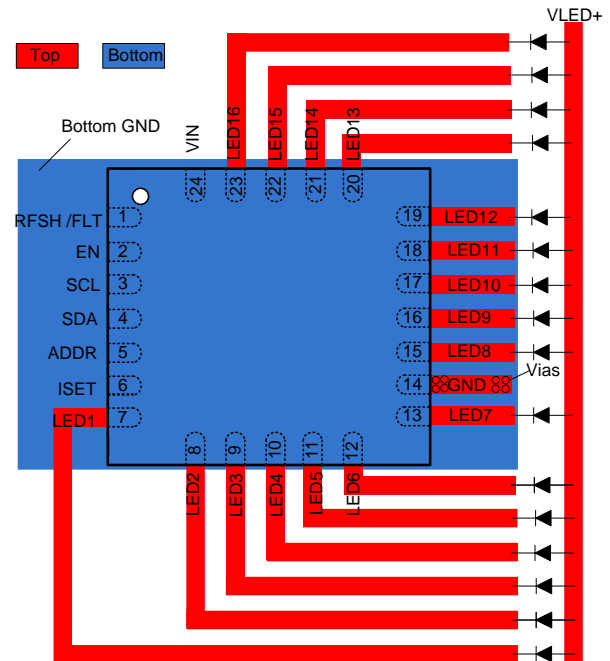 VLED+
Top
Bottom
Bottom GND
VIN
LED16
LED15
LED14
LED13
24
23
22
21
20
RFSH /FLT
1
EN
2
SCL
3
SDA
4
ADDR
5
ISET
6
LED1
7
19
LED12
18
LED11
17
LED10
16
LED9
15
LED8
Vias
14
GND
13
LED7
8
9
10
11
12
LED2
LED3
LED4
LED5
LED6